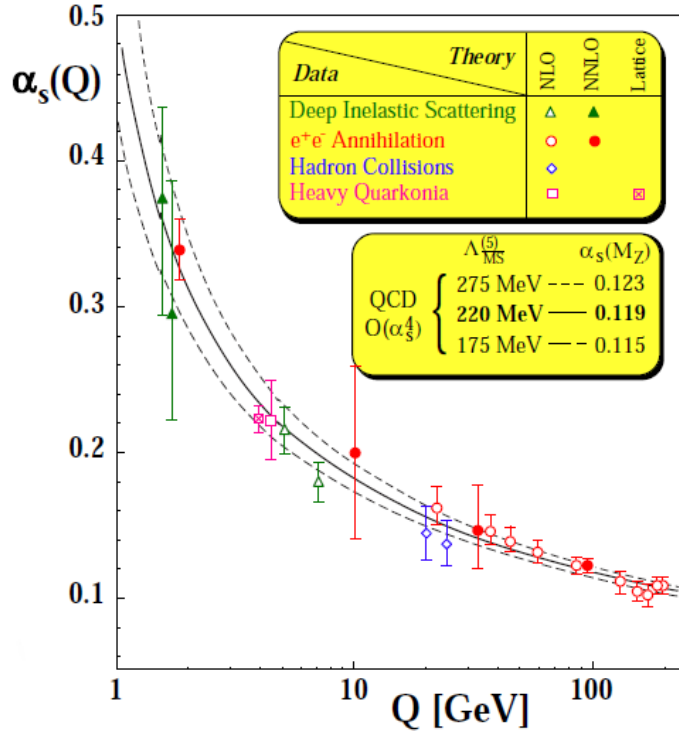 0.5
αs(Q)
0.4
0.3
0.2
0.1
1
10
100
Q [GeV]
Theory
Data
NLO
NNLO
Lattice
Deep Inelastic Scattering
e+e- Annihilation
Hadron Collisions
Heavy Quarkonia
Λ(5)MS αs(MZ)
QCD O(αs4)
275 MeV 0.123
220 MeV 0.119
175 MeV 0.115